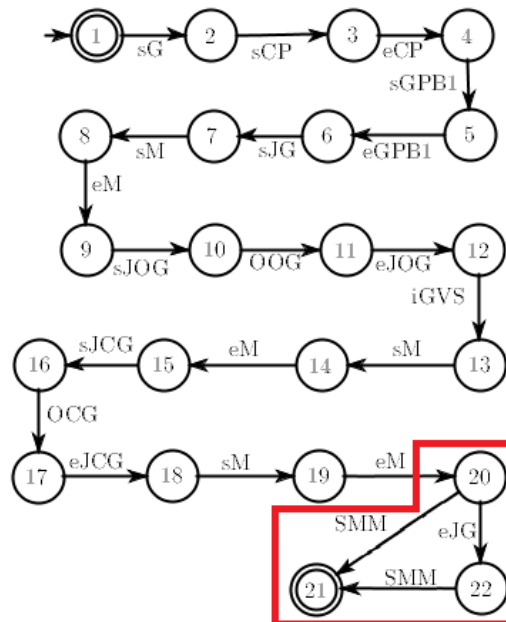 1 2 3 4
sG sCP eCP
sGPB1
8 7 6 5
sM sJG eGPB1
eM
9 10 11 12
sJOG OOG eJOG
iGVS
sJCG eM sM
16 15 14 13
OCG
eJCG sM eM
17 18 19 20
SMM eJG
SMM
21 22